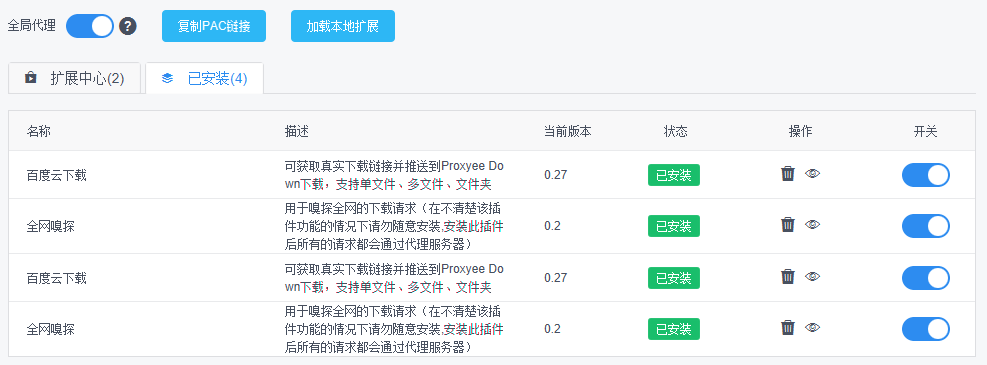 全局代理 ? 复制PAC链接 加载本地扩展
扩展中心(2) 已安装(4)
名称 描述 当前版本 状态 操作 开关
百度云下载 可获取真实下载链接并推送到Proxyee Do 0.27 已安装
wn下载，支持单文件、多文件、文件夹
用于嗅探全网的下载请求（在不清楚该插
全网嗅探 件功能的情况下请勿随意安装,安装此插件 0.2 已安装
后所有的请求都会通过代理服务器）
百度云下载 可获取真实下载链接并推送到Proxyee Do 0.27 已安装
wn下载，支持单文件、多文件、文件夹
用于嗅探全网的下载请求（在不清楚该插
全网嗅探 件功能的情况下请勿随意安装,安装此插件 0.2 已安装
后所有的请求都会通过代理服务器）